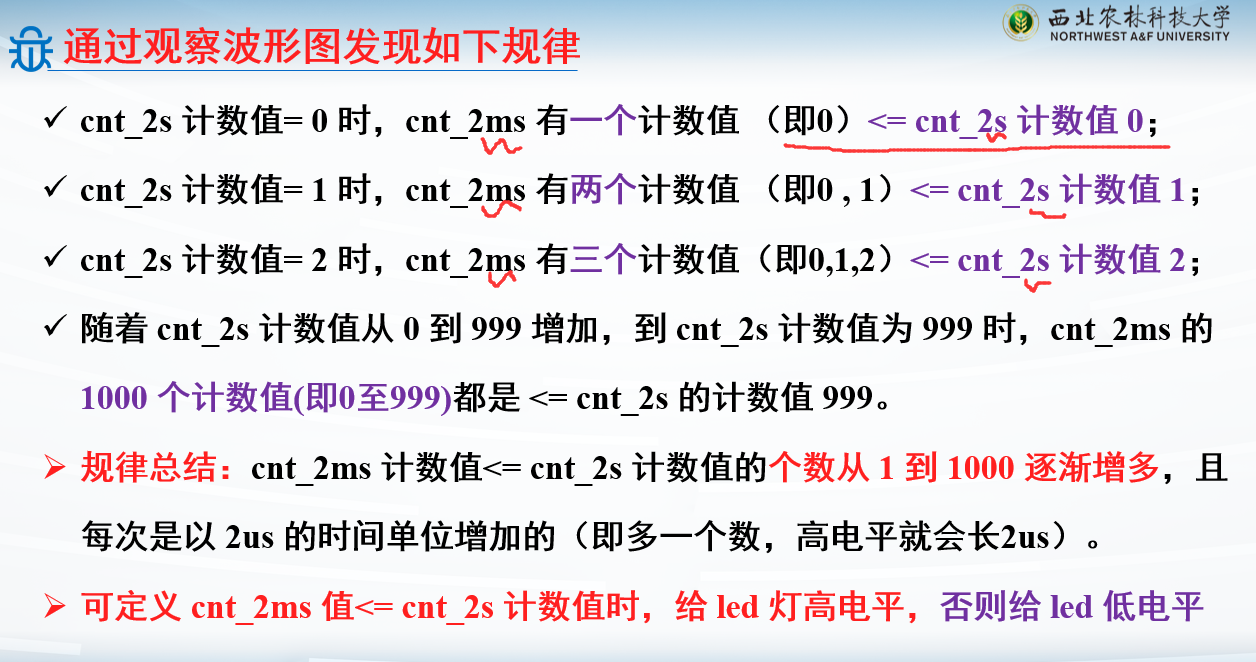 西北农林科技大学
NORTHWEST A&F UNIVERSITY
通过观察波形图发现如下规律
✓ cnt_2s 计数值= 0 时，cnt_2ms 有一个计数值 （即0）<= cnt_2s 计数值 0；
✓ cnt_2s 计数值= 1 时，cnt_2ms 有两个计数值 （即0 , 1）<= cnt_2s 计数值 1；
✓ cnt_2s 计数值= 2 时，cnt_2ms 有三个计数值（即0,1,2）<= cnt_2s 计数值 2；
✓ 随着 cnt_2s 计数值从 0 到 999 增加，到 cnt_2s 计数值为 999 时，cnt_2ms 的
1000 个计数值(即0至999)都是 <= cnt_2s 的计数值 999。
➢ 规律总结：cnt_2ms 计数值<= cnt_2s 计数值的个数从 1 到 1000 逐渐增多，且
每次是以 2us 的时间单位增加的（即多一个数，高电平就会长2us）。
➢ 可定义 cnt_2ms 值<= cnt_2s 计数值时，给 led 灯高电平，否则给 led 低电平